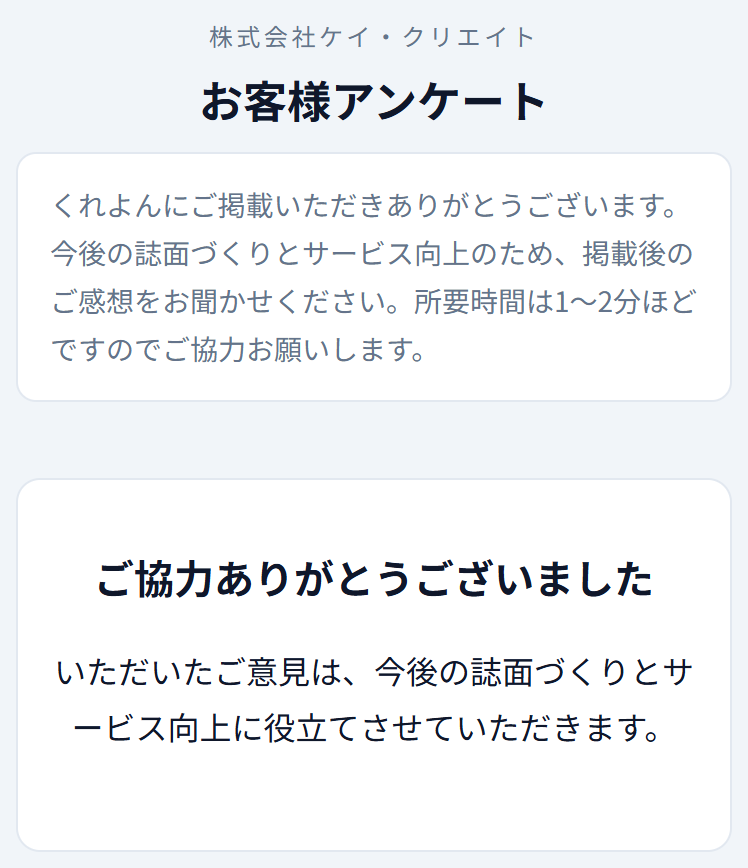 株式会社ケイ・クリエイト
お客様アンケート
くれよんにご掲載いただきありがとうございます。
今後の誌面づくりとサービス向上のため、掲載後の
ご感想をお聞かせください。所要時間は1〜2分ほど
ですのでご協力お願いします。
ご協力ありがとうございました
いただいたご意見は、今後の誌面づくりとサ
ービス向上に役立てさせていただきます。